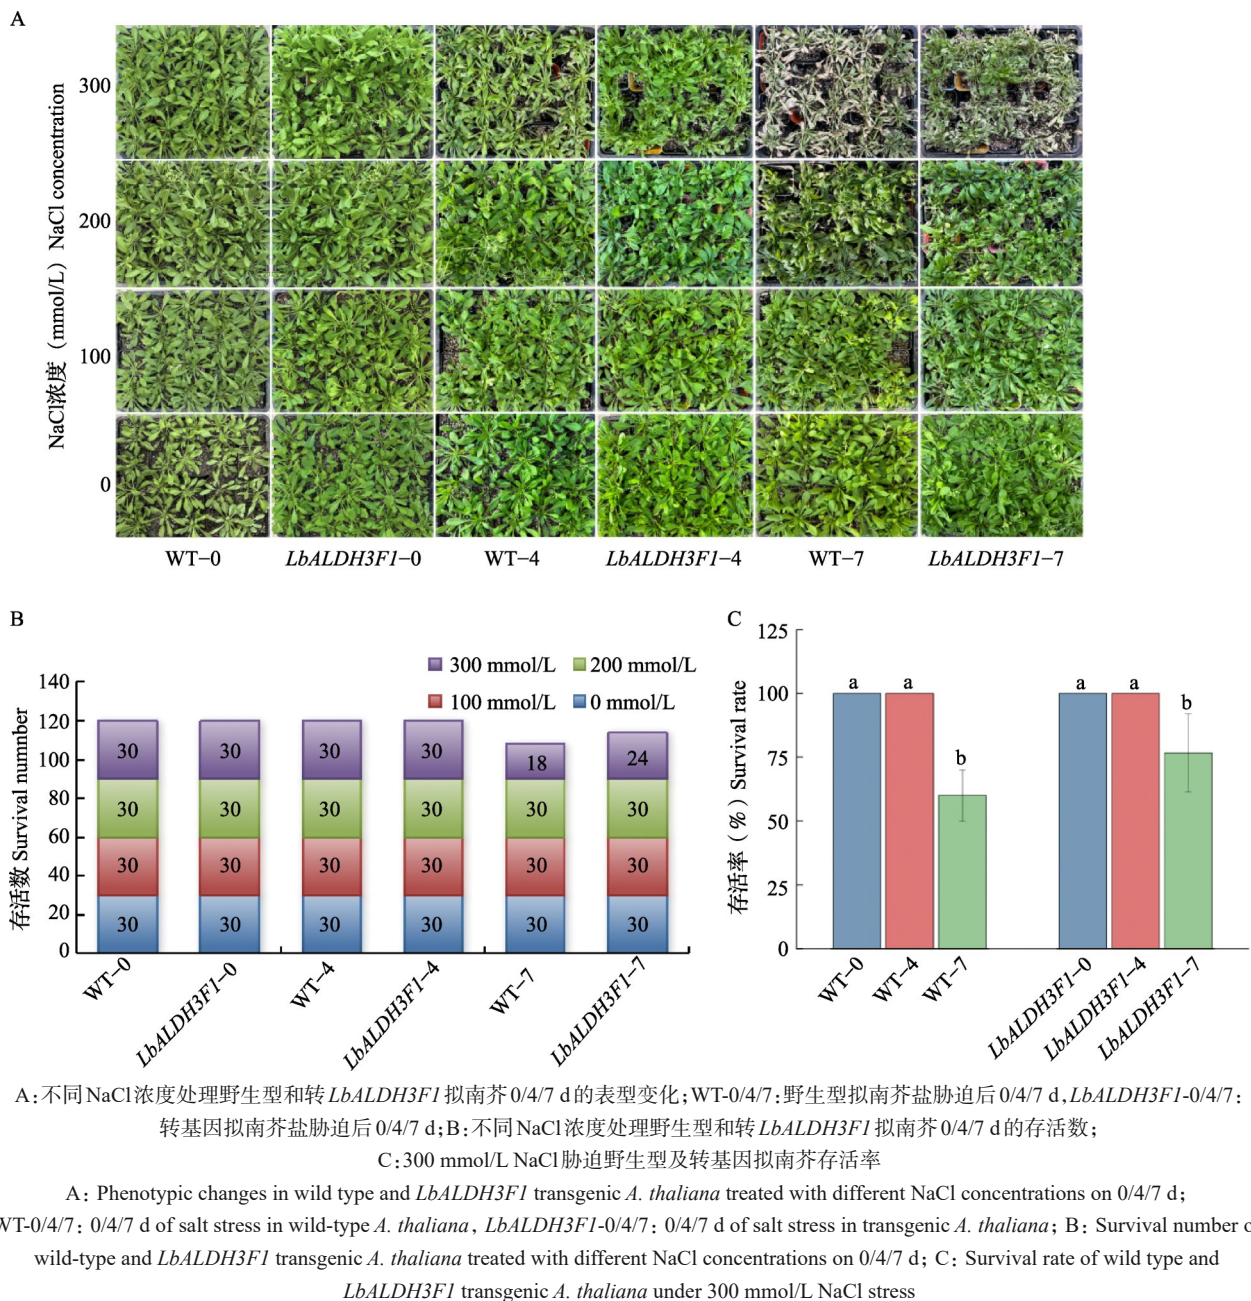 A
300
200
100
0
NaCl浓度（mmol/L）NaCl concentration
WT−0
LbALDH3F1−0
WT−4
LbALDH3F1−4
WT−7
LbALDH3F1−7
B
300 mmol/L
200 mmol/L
100 mmol/L
0 mmol/L
存活数 Survival numnber
140
120
100
80
60
40
20
0
30 30 30 30 18 24
30 30 30 30 30 30
30 30 30 30 30 30
30 30 30 30 30 30
WT−0
LbALDH3F1−0
WT−4
LbALDH3F1−4
WT−7
LbALDH3F1−7
C
存活率（%）Survival rate
125
100
75
50
25
0
a a b a a b
WT−0
WT−4
WT−7
LbALDH3F1−0
LbALDH3F1−4
LbALDH3F1−7
A:不同NaCl浓度处理野生型和转LbALDH3F1拟南芥0/4/7 d的表型变化;WT-0/4/7:野生型拟南芥盐胁迫后0/4/7 d,LbALDH3F1-0/4/7:
转基因拟南芥盐胁迫后0/4/7 d;B:不同NaCl浓度处理野生型和转LbALDH3F1拟南芥0/4/7 d的存活数;
C:300 mmol/L NaCl胁迫野生型及转基因拟南芥存活率
A: Phenotypic changes in wild type and LbALDH3F1 transgenic A. thaliana treated with different NaCl concentrations on 0/4/7 d;
WT-0/4/7: 0/4/7 d of salt stress in wild-type A. thaliana, LbALDH3F1-0/4/7: 0/4/7 d of salt stress in transgenic A. thaliana; B: Survival number o
wild-type and LbALDH3F1 transgenic A. thaliana treated with different NaCl concentrations on 0/4/7 d; C: Survival rate of wild type and
LbALDH3F1 transgenic A. thaliana under 300 mmol/L NaCl stress